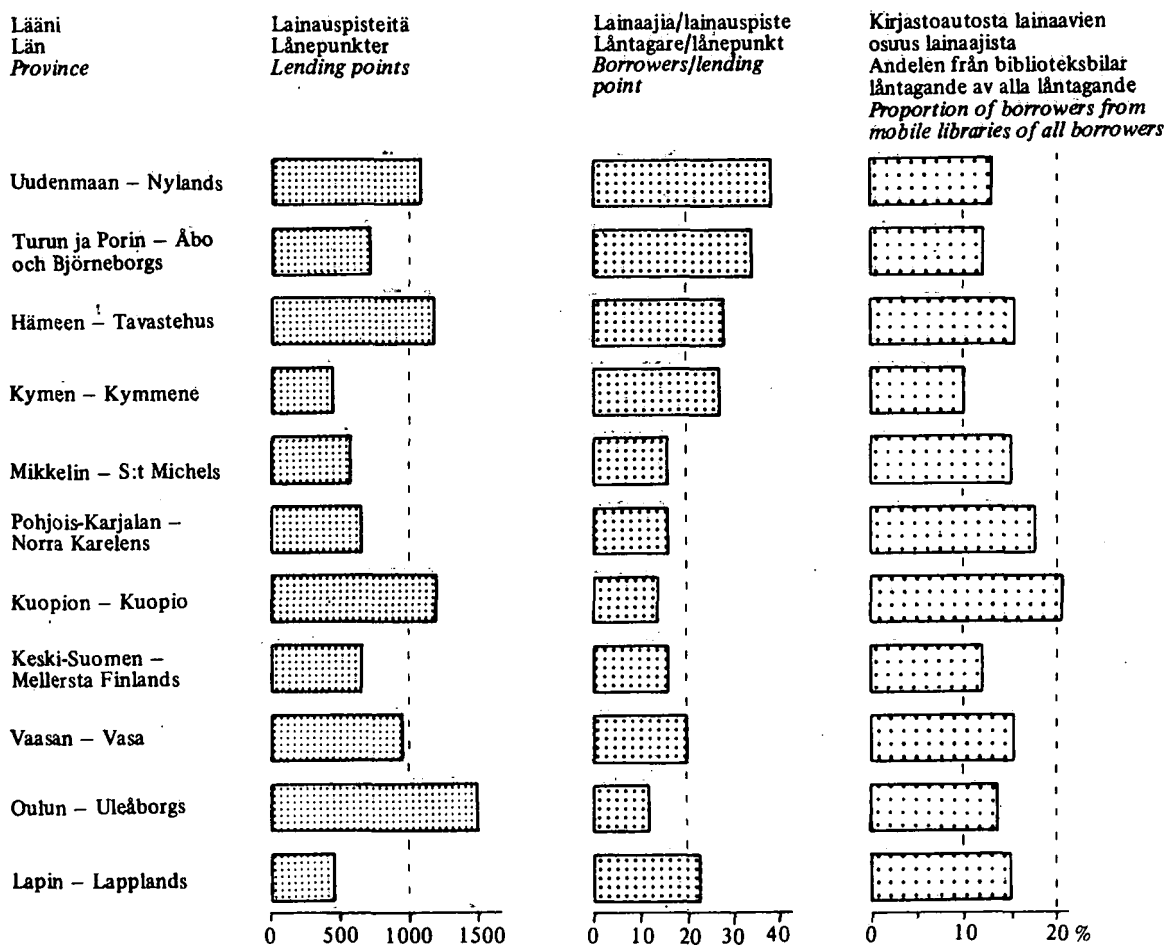 Lääni
Län
Province
Lainauspisteitä
Lånepunkter
Lending points
Lainaajia/lainauspiste
Låntagare/lånepunkt
Borrowers/lending
point
Kirjastoautosta lainaavien
osuus lainaajista
Andelen från biblioteksbilar
låntagande av alla låntagande
Proportion of borrowers from
mobile libraries of all borrowers
Uudenmaan – Nylands
Turun ja Porin – Åbo
och Björneborgs
Hämeen – Tavastehus
Kymen – Kymmene
Mikkelin – S:t Michels
Pohjois-Karjalan –
Norra Karelens
Kuopion – Kuopio
Keski-Suomen –
Mellersta Finlands
Vaasan – Vasa
Oulun – Uleåborgs
Lapin – Lapplands
0 500 1000 1500
0 10 20 30 40
0 10 20 %